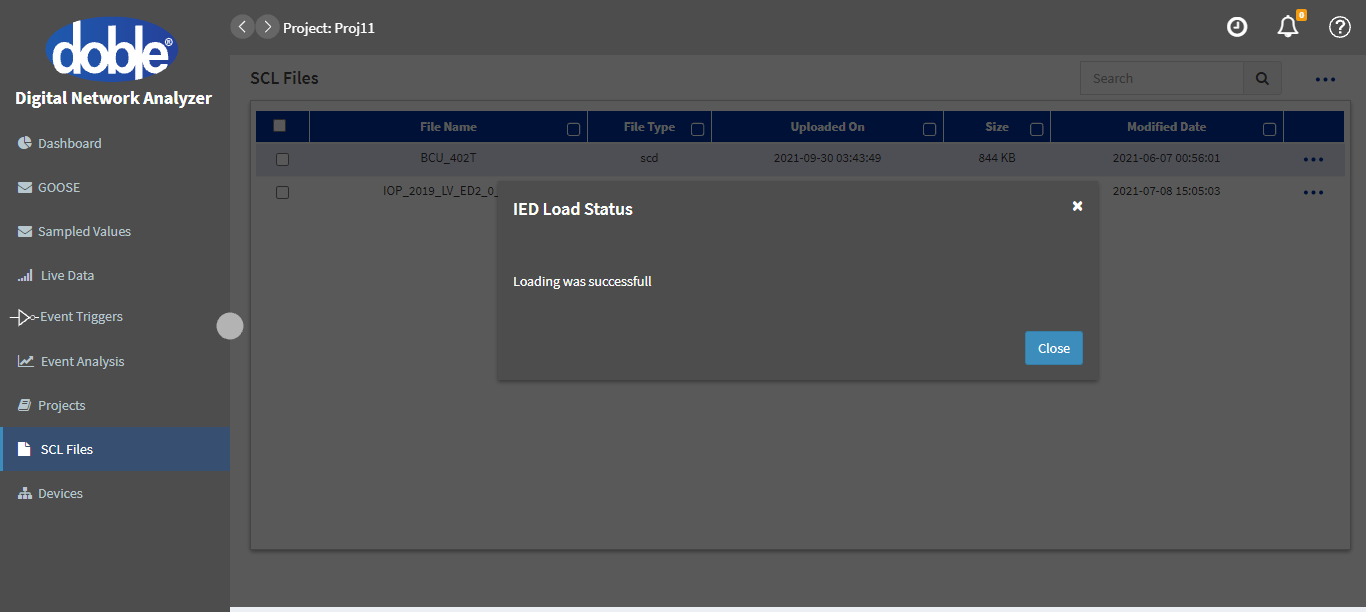 doble®
Digital Network Analyzer
Dashboard
GOOSE
Sampled Values
Live Data
Event Triggers
Event Analysis
Projects
SCL Files
Devices
Project: Proj11
0
SCL Files
Search
File Name File Type Uploaded On Size Modified Date
BCU_402T scd 2021-09-30 03:43:49 844 KB 2021-06-07 00:56:01
IOP_2019_LV_ED2_0_ 2021-07-08 15:05:03
IED Load Status
Loading was successfull
Close